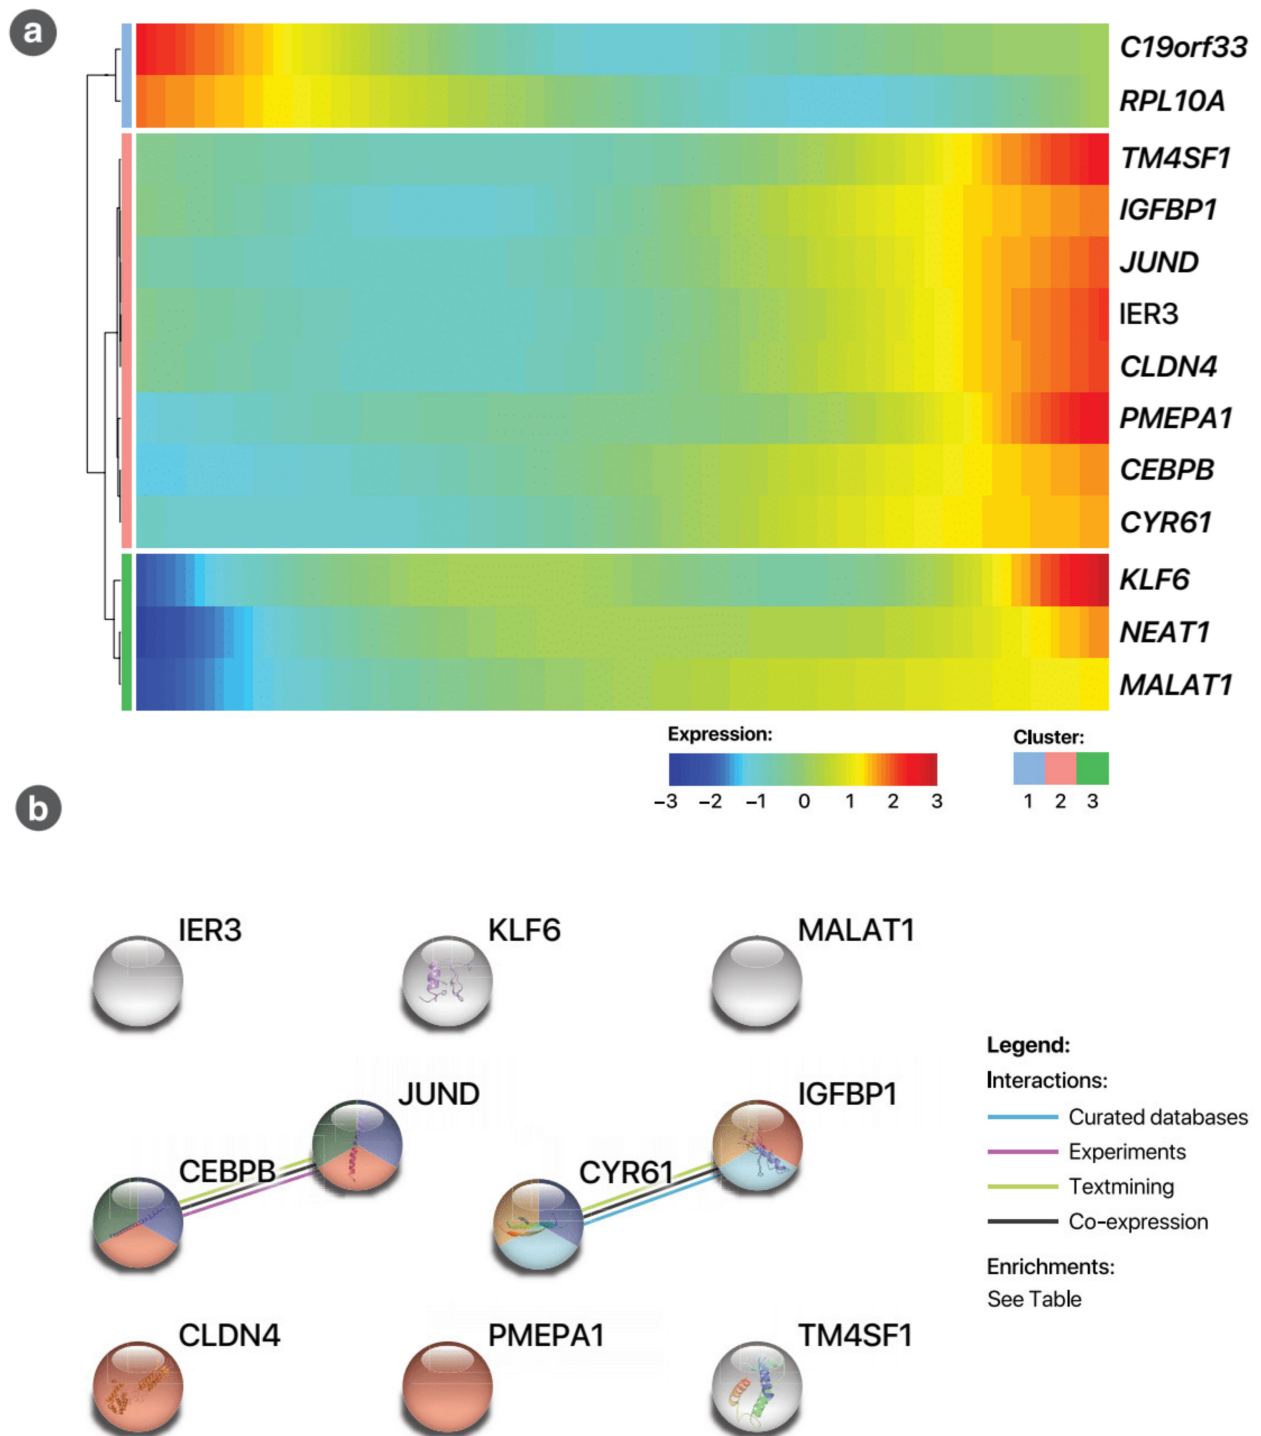 a
C19orf33
RPL10A
TM4SF1
IGFBP1
JUND
IER3
CLDN4
PMEPA1
CEBPB
CYR61
KLF6
NEAT1
MALAT1
Expression:
−3 −2 −1 0 1 2 3
Cluster:
1 2 3
b
IER3 KLF6 MALAT1
JUND IGFBP1
CEBPB CYR61
CLDN4 PMEPA1 TM4SF1
Legend:
Interactions:
Curated databases
Experiments
Textmining
Co-expression
Enrichments:
See Table